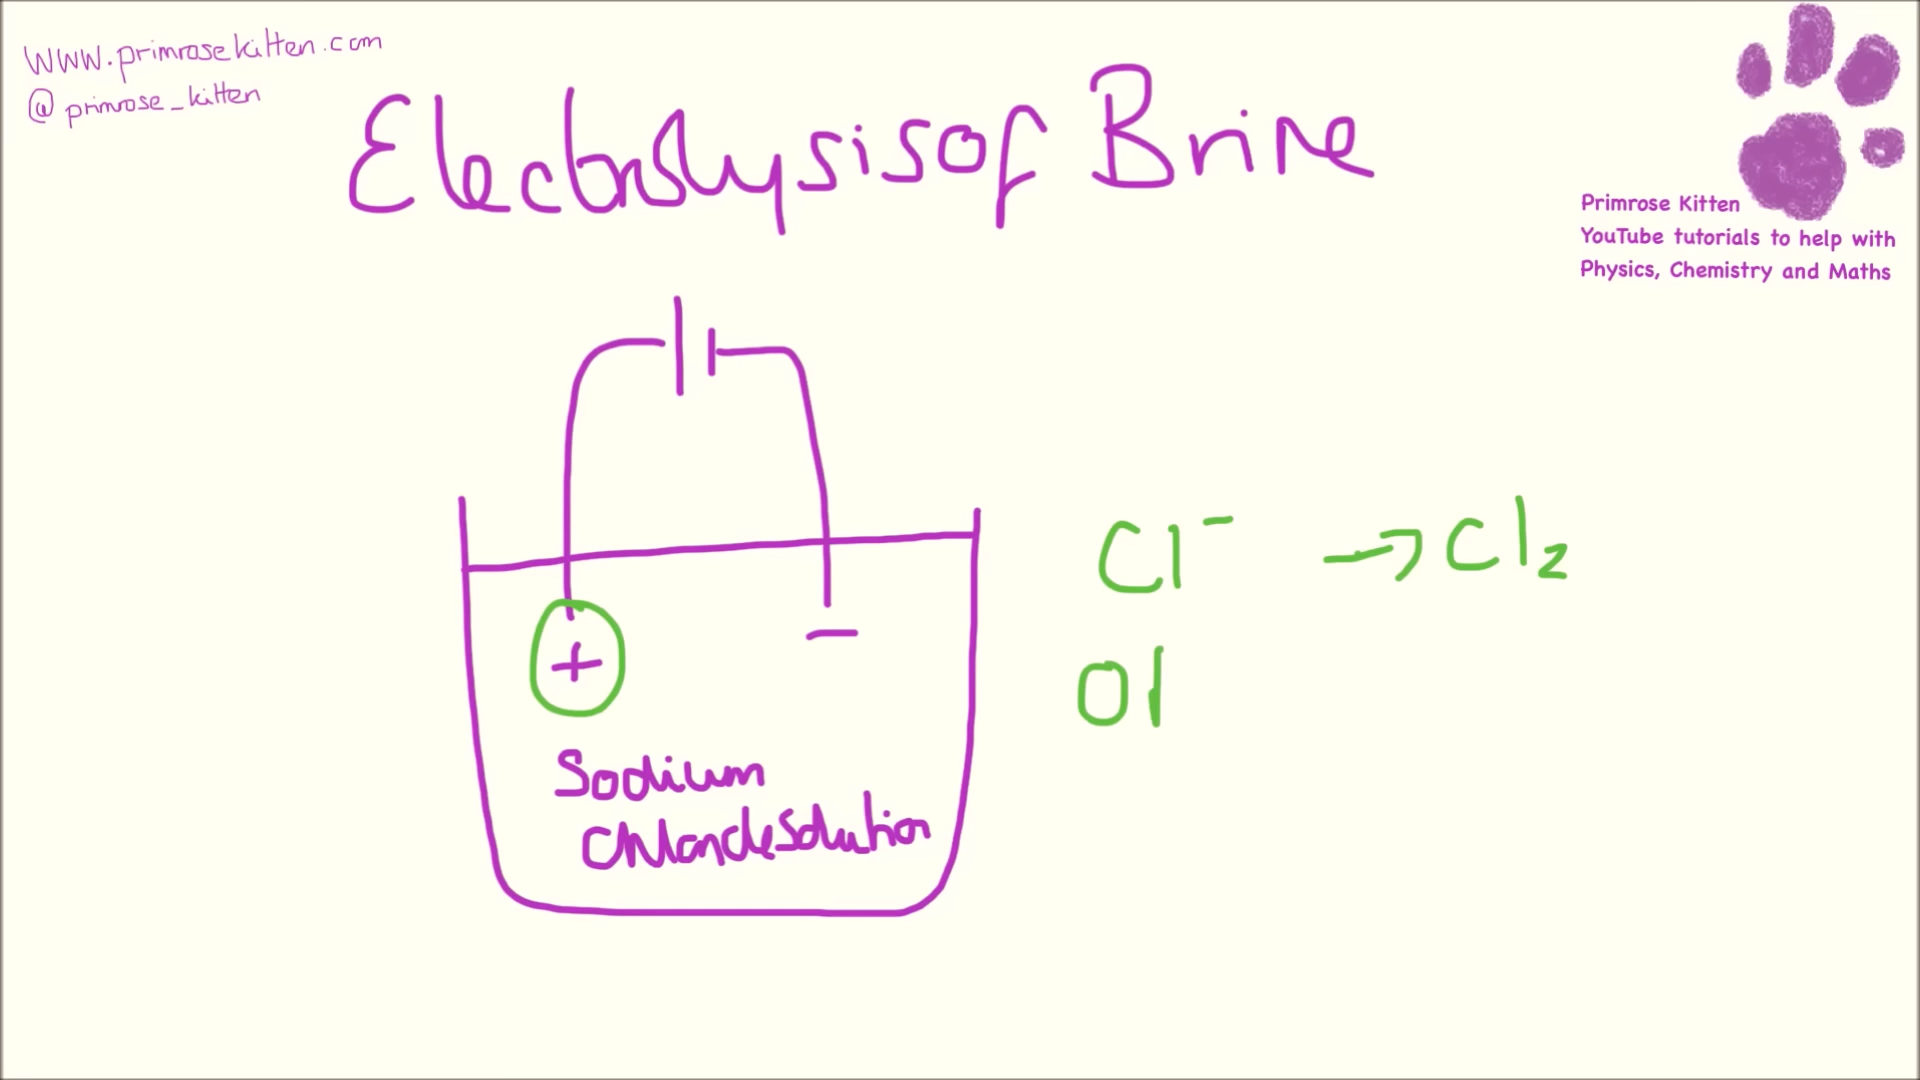 www.primrosekitten.com
@primrose_kitten
Electrolysis of Brine
Primrose Kitten
YouTube tutorials to help with
Physics, Chemistry and Maths
Cl⁻ → Cl₂
Ol
+ −
Sodium
Chloride solution